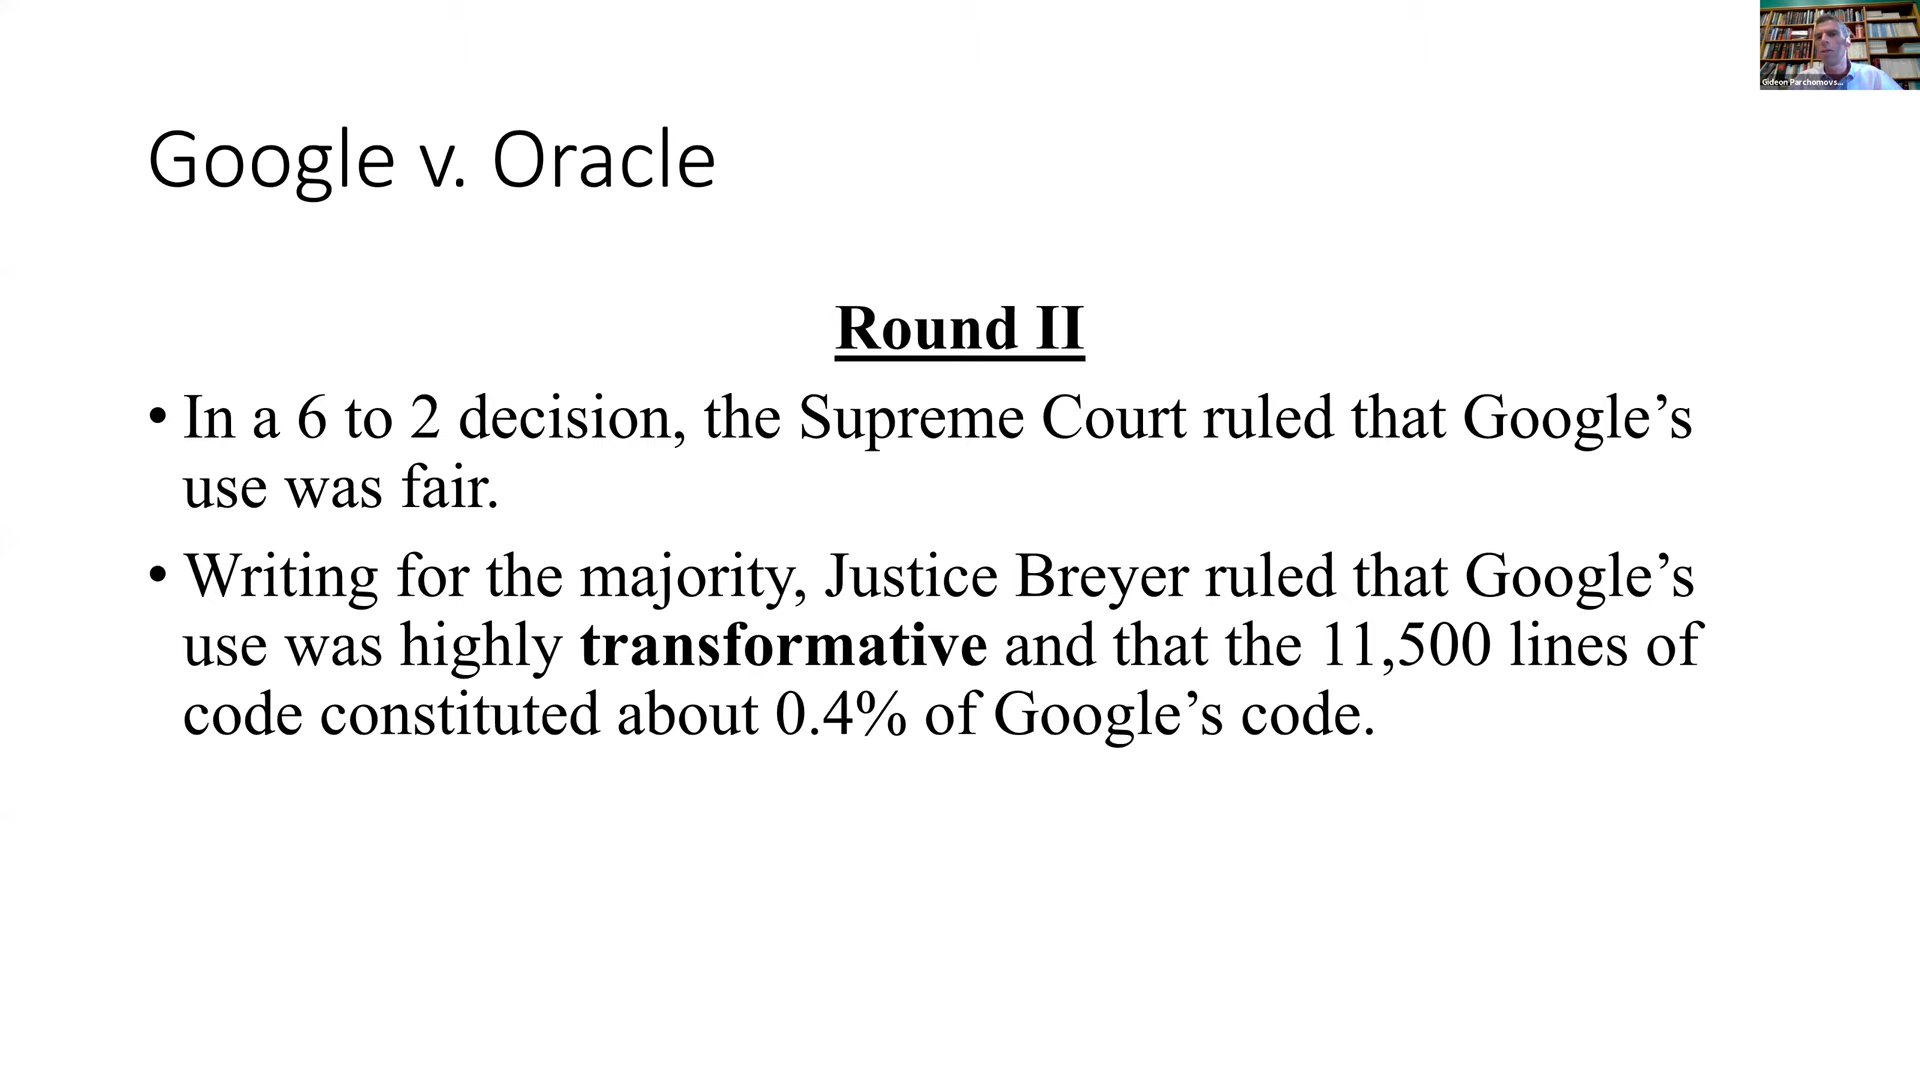 Gideon Parchomovs...
Google v. Oracle
Round II
• In a 6 to 2 decision, the Supreme Court ruled that Google’s
use was fair.
• Writing for the majority, Justice Breyer ruled that Google’s
use was highly transformative and that the 11,500 lines of
code constituted about 0.4% of Google’s code.